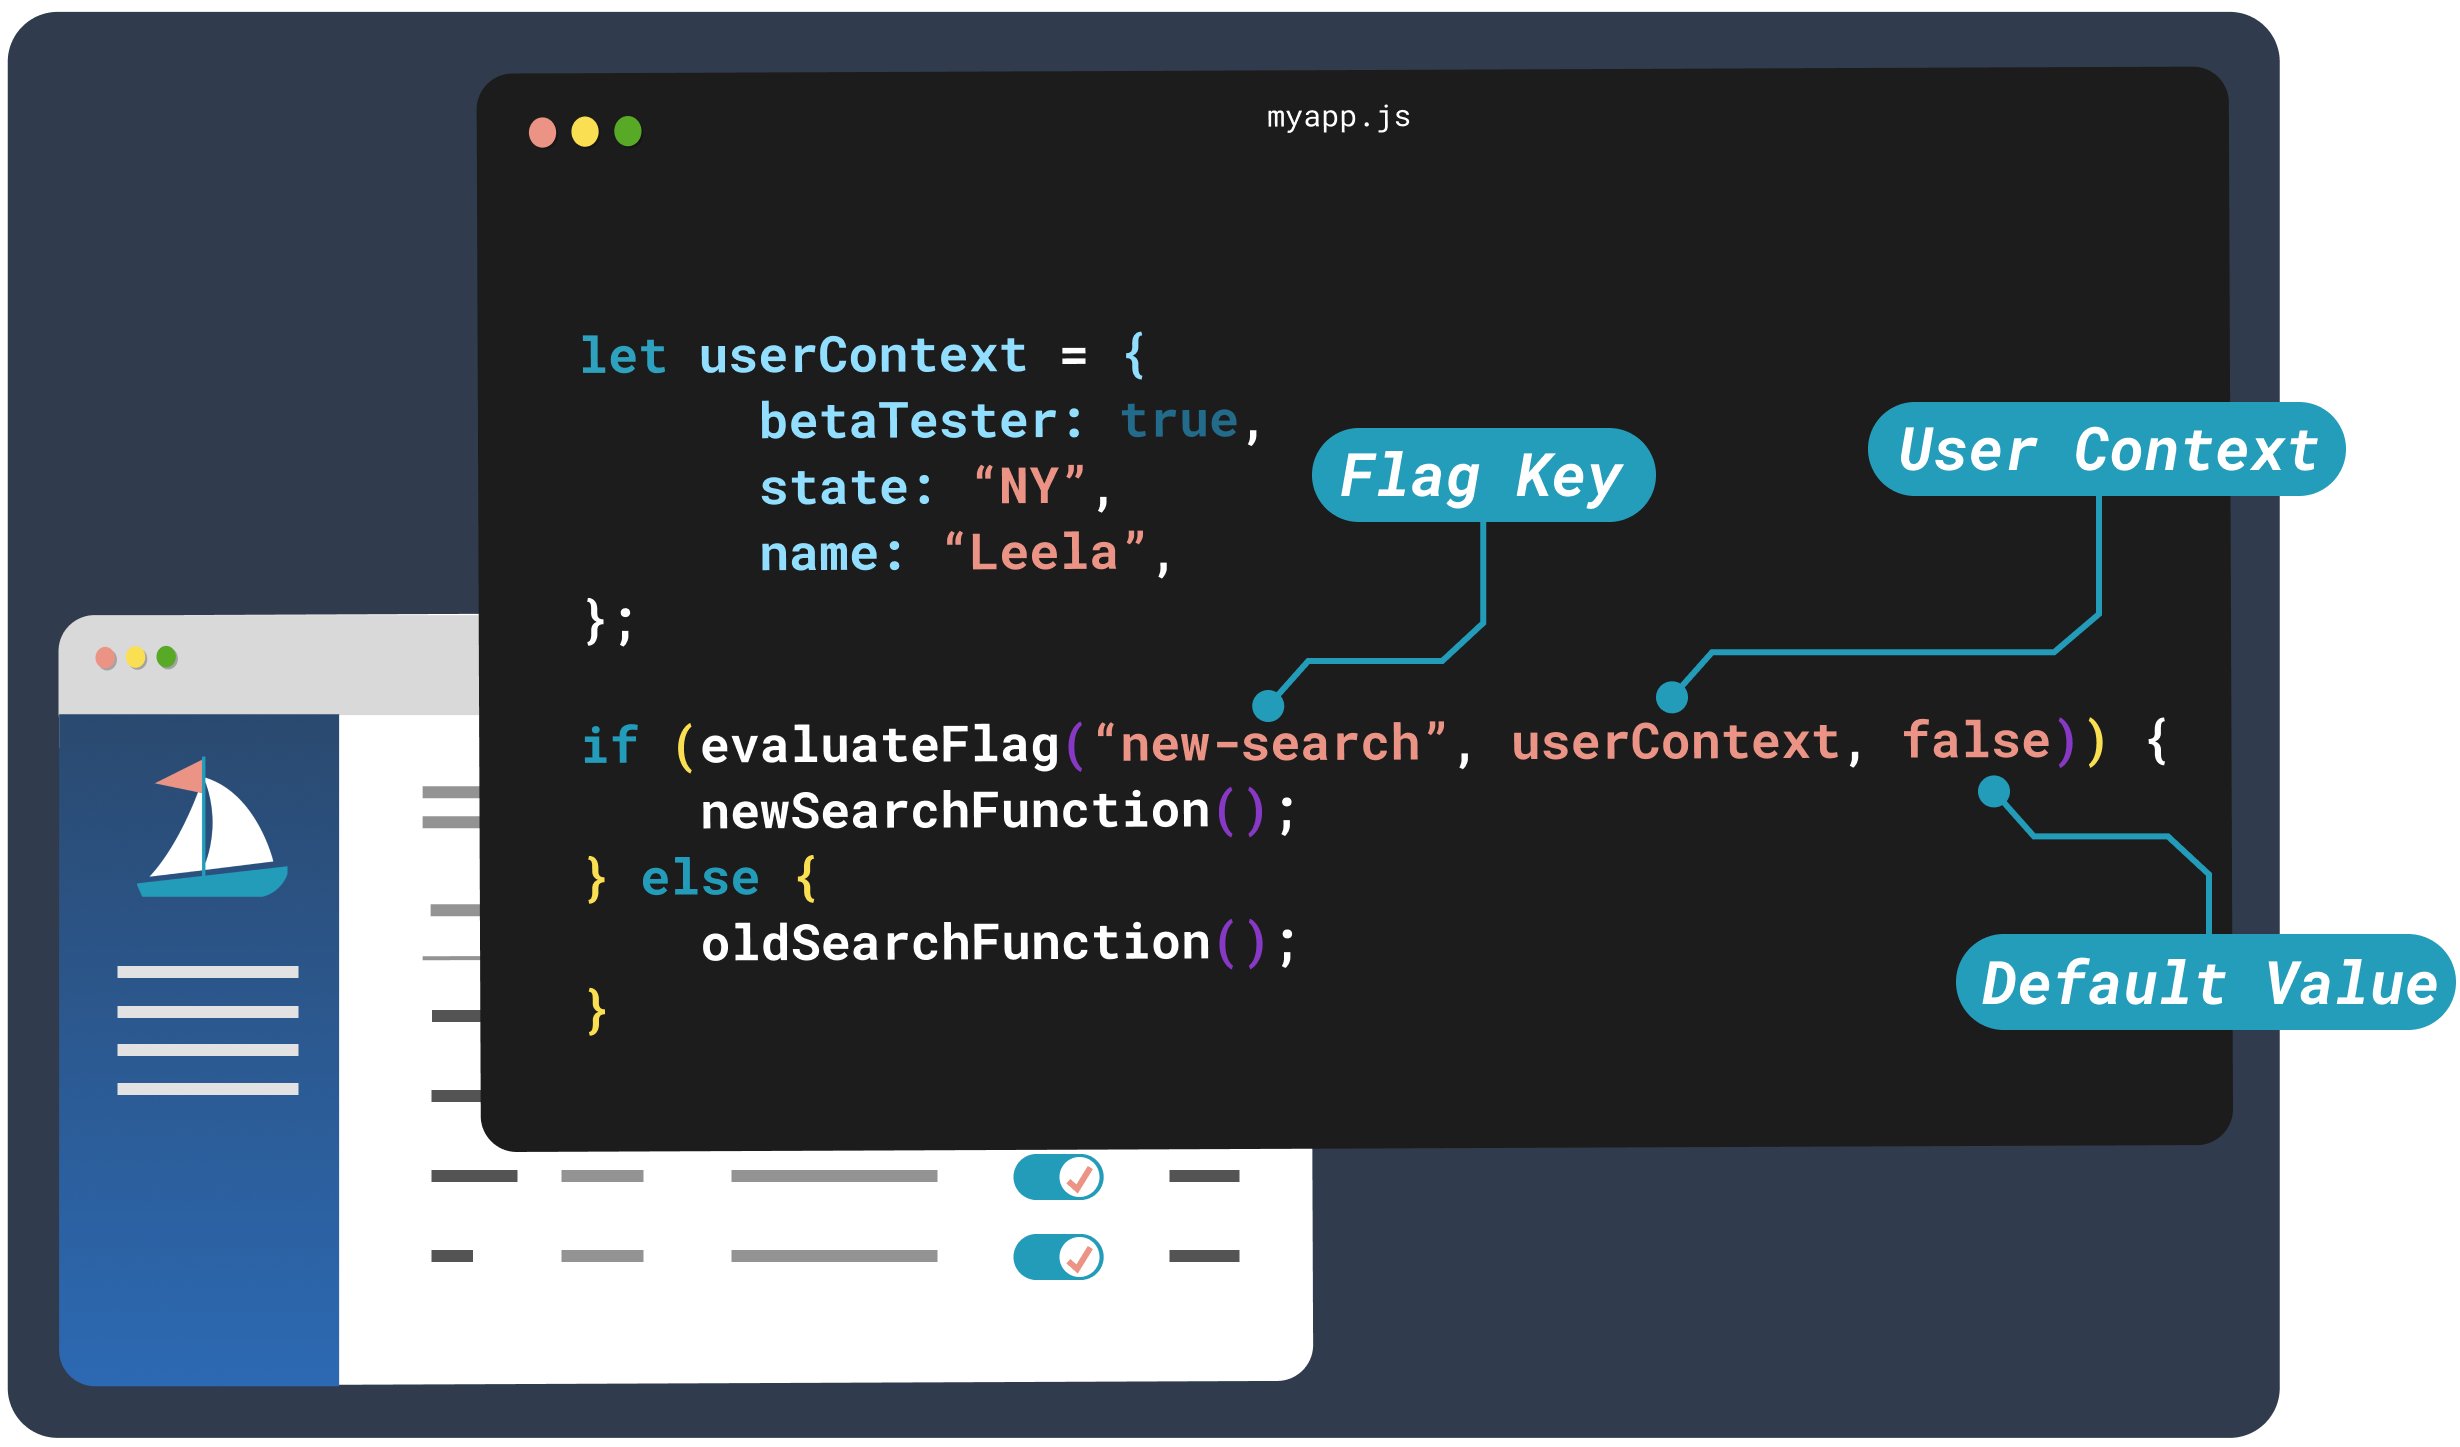 myapp.js
let userContext = {
betaTester: true,
state: “NY”,
name: “Leela”,
};
Flag Key
User Context
if (evaluateFlag(“new-search”, userContext, false)) {
newSearchFunction();
} else {
oldSearchFunction();
}
Default Value